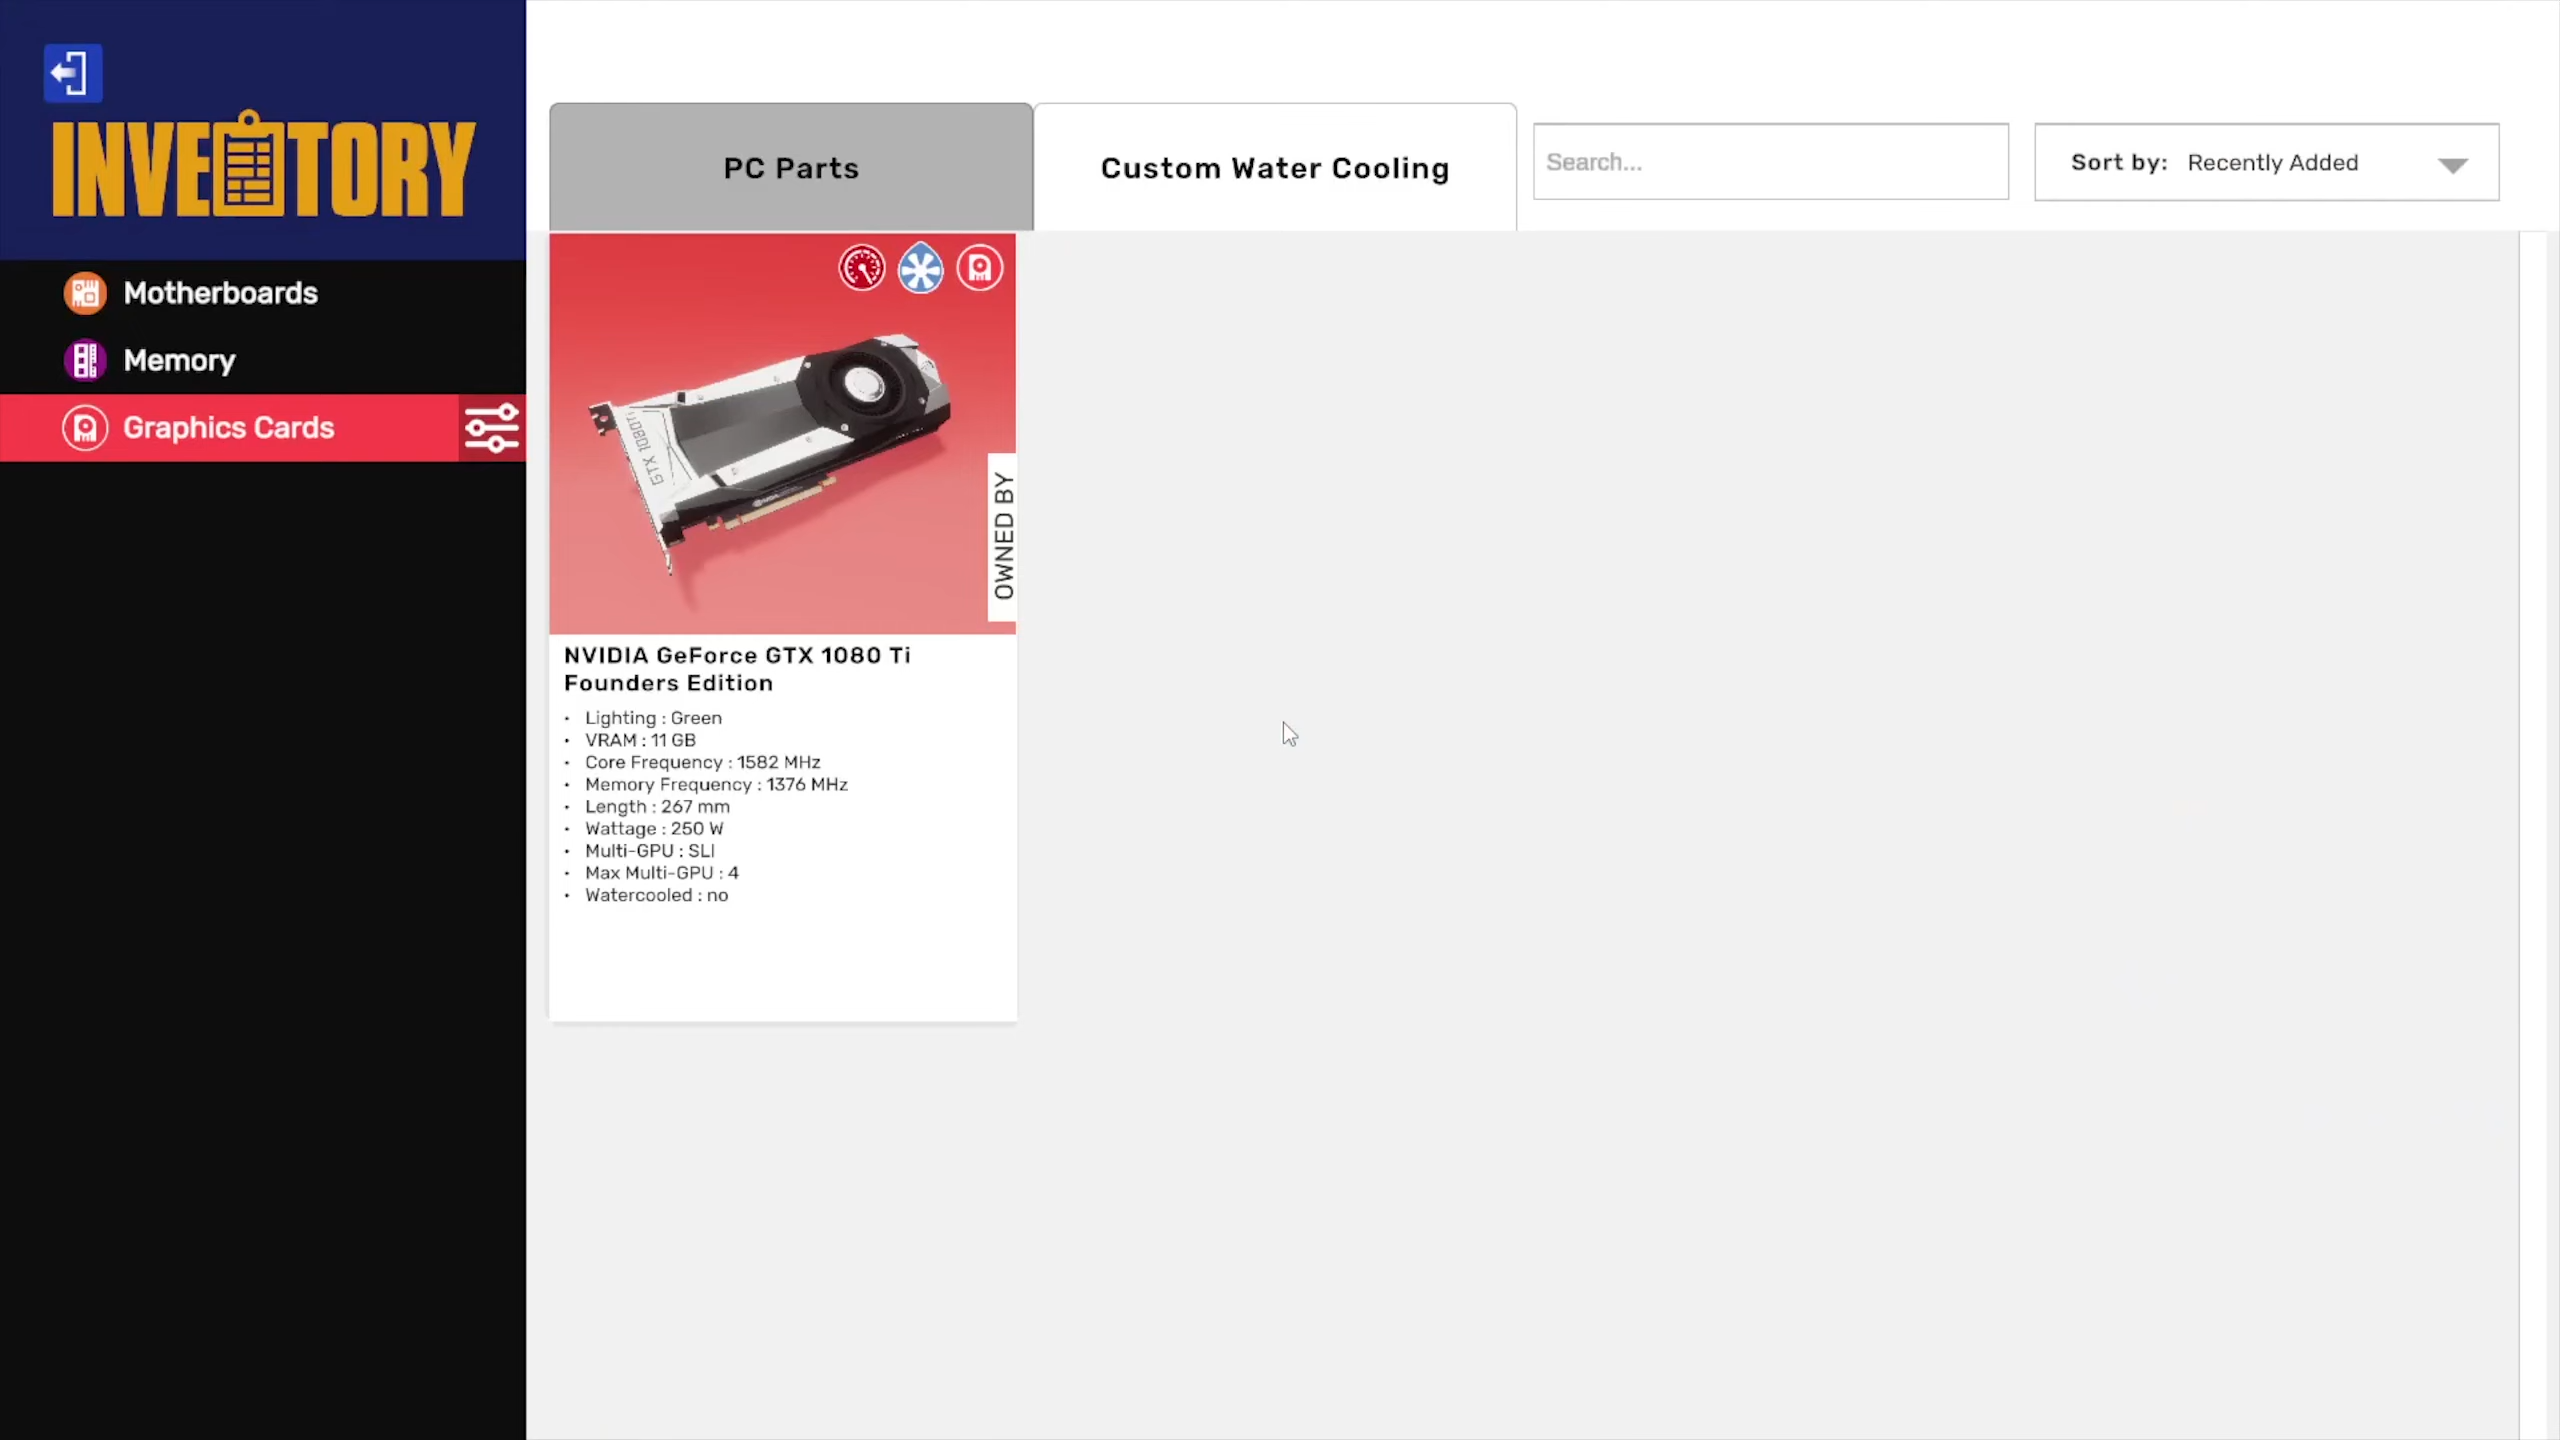 INVENTORY
Motherboards
Memory
Graphics Cards
PC Parts
Custom Water Cooling
Search...
Sort by: Recently Added
GTX 1080Ti
OWNED BY
NVIDIA GeForce GTX 1080 Ti
Founders Edition
• Lighting : Green
• VRAM : 11 GB
• Core Frequency : 1582 MHz
• Memory Frequency : 1376 MHz
• Length : 267 mm
• Wattage : 250 W
• Multi-GPU : SLI
• Max Multi-GPU : 4
• Watercooled : no